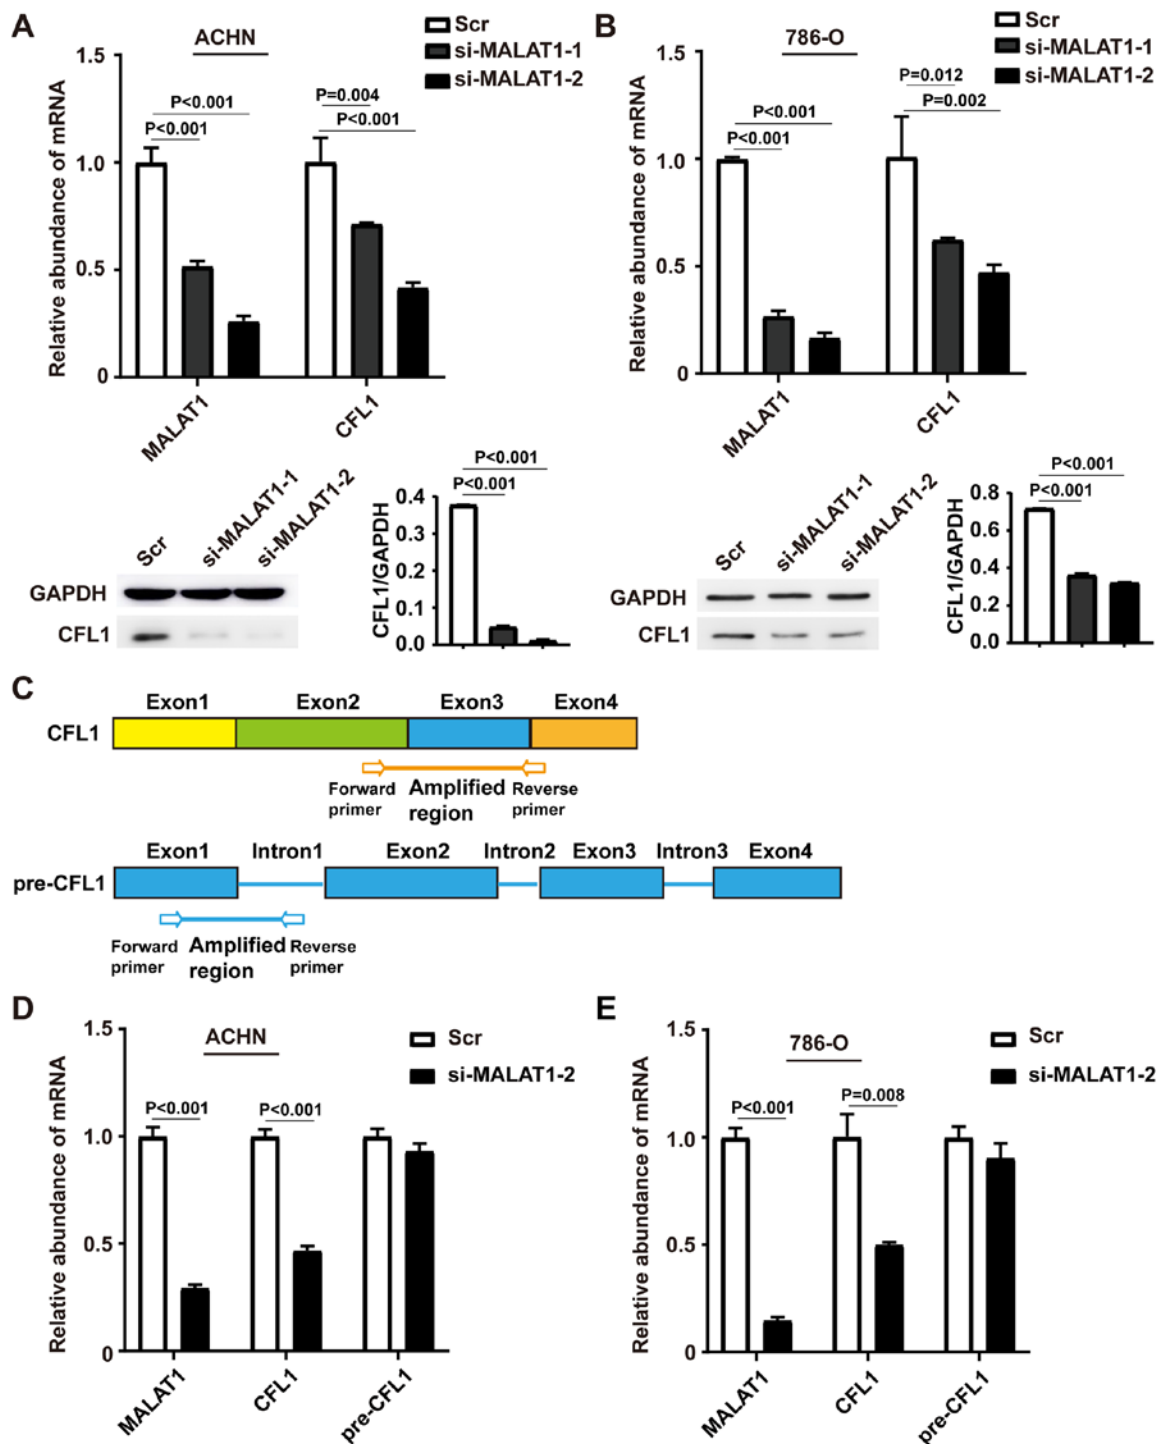 A
ACHN
Scr
si-MALAT1-1
si-MALAT1-2
Relative abundance of mRNA
1.5
1.0
0.5
0
P<0.001
P<0.001
P=0.004
P<0.001
MALAT1
CFL1
Scr
si-MALAT1-1
si-MALAT1-2
GAPDH
CFL1
CFL1/GAPDH
0.4
0.3
0.2
0.1
0.0
P<0.001
P<0.001
B
786-O
Scr
si-MALAT1-1
si-MALAT1-2
Relative abundance of mRNA
1.5
1.0
0.5
0
P<0.001
P<0.001
P=0.012
P=0.002
MALAT1
CFL1
Scr
si-MALAT1-1
si-MALAT1-2
GAPDH
CFL1
CFL1/GAPDH
0.8
0.6
0.4
0.2
0.0
P<0.001
P<0.001
C
Exon1 Exon2 Exon3 Exon4
CFL1
Forward primer
Amplified region
Reverse primer
Exon1 Intron1 Exon2 Intron2 Exon3 Intron3 Exon4
pre-CFL1
Forward primer
Amplified region
Reverse primer
D
ACHN
Scr
si-MALAT1-2
Relative abundance of mRNA
1.5
1.0
0.5
0
P<0.001
P<0.001
MALAT1
CFL1
pre-CFL1
E
786-O
Scr
si-MALAT1-2
Relative abundance of mRNA
1.5
1.0
0.5
0
P<0.001
P=0.008
MALAT1
CFL1
pre-CFL1